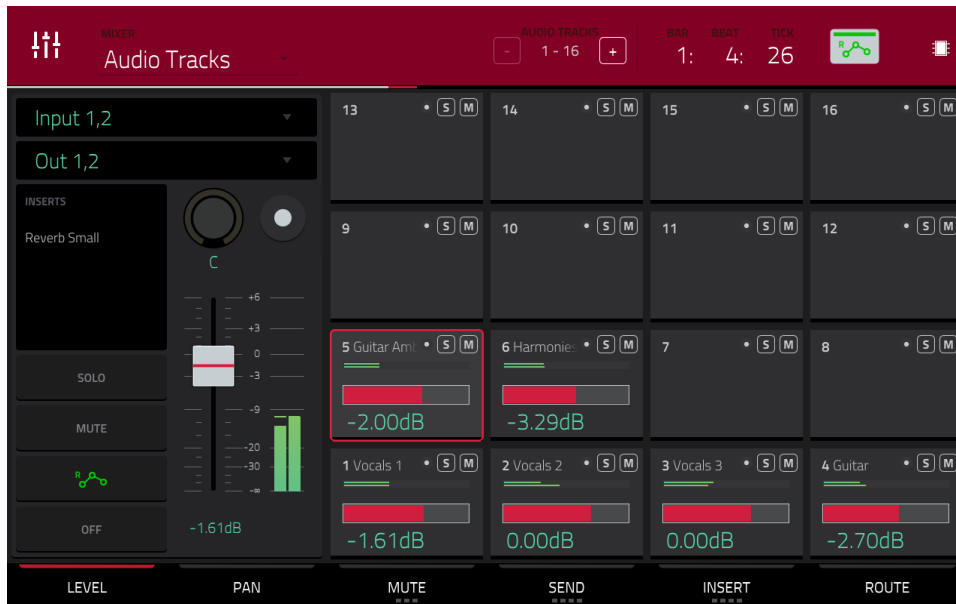 MIXER
Audio Tracks
AUDIO TRACKS
- 1 - 16 +
BAR BEAT TICK
1: 4: 26
R
Input 1,2
Out 1,2
INSERTS
Reverb Small
C
+6
+3
0
-3
-9
-20
-30
-∞
SOLO
MUTE
R
OFF
-1.61dB
13 S M
14 S M
15 S M
16 S M
9 S M
10 S M
11 S M
12 S M
5 Guitar Amb S M
-2.00dB
6 Harmonies S M
-3.29dB
7 S M
8 S M
1 Vocals 1 S M
-1.61dB
2 Vocals 2 S M
0.00dB
3 Vocals 3 S M
0.00dB
4 Guitar S M
-2.70dB
LEVEL
PAN
MUTE
SEND
INSERT
ROUTE